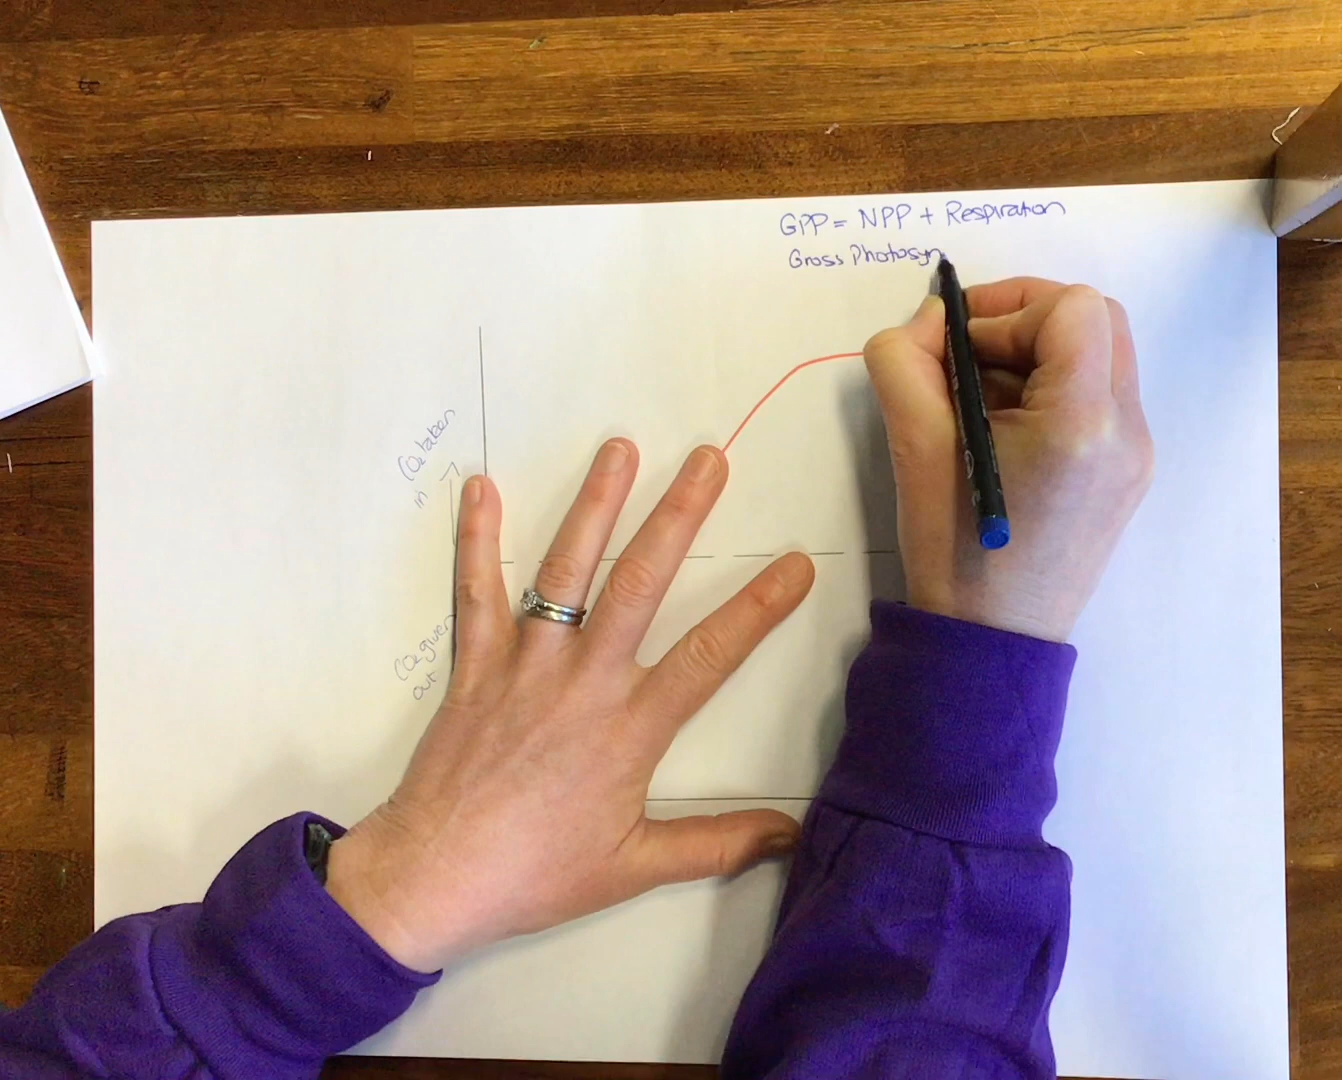 GPP = NPP + Respiration
Gross Photosyn
CO₂ taken
in
CO₂ given
out